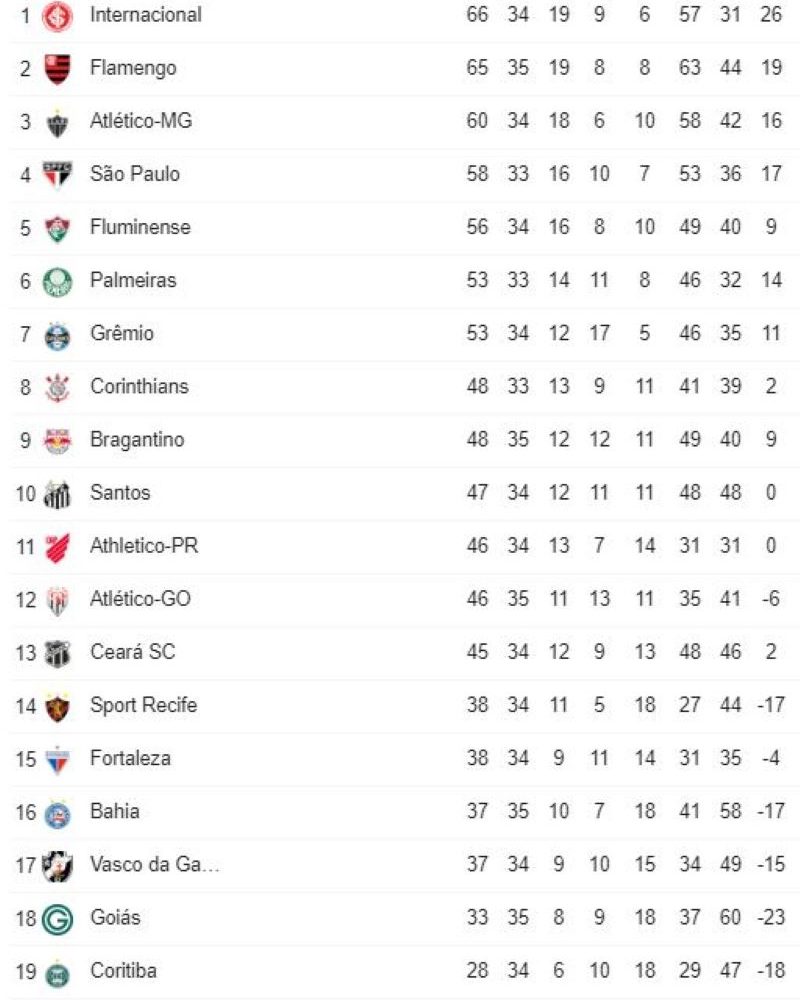 1 Internacional 66 34 19 9 6 57 31 26
2 Flamengo 65 35 19 8 8 63 44 19
3 Atlético-MG 60 34 18 6 10 58 42 16
4 São Paulo 58 33 16 10 7 53 36 17
5 Fluminense 56 34 16 8 10 49 40 9
6 Palmeiras 53 33 14 11 8 46 32 14
7 Grêmio 53 34 12 17 5 46 35 11
8 Corinthians 48 33 13 9 11 41 39 2
9 Bragantino 48 35 12 12 11 49 40 9
10 Santos 47 34 12 11 11 48 48 0
11 Athletico-PR 46 34 13 7 14 31 31 0
12 Atlético-GO 46 35 11 13 11 35 41 -6
13 Ceará SC 45 34 12 9 13 48 46 2
14 Sport Recife 38 34 11 5 18 27 44 -17
15 Fortaleza 38 34 9 11 14 31 35 -4
16 Bahia 37 35 10 7 18 41 58 -17
17 Vasco da Ga... 37 34 9 10 15 34 49 -15
18 Goiás 33 35 8 9 18 37 60 -23
19 Coritiba 28 34 6 10 18 29 47 -18